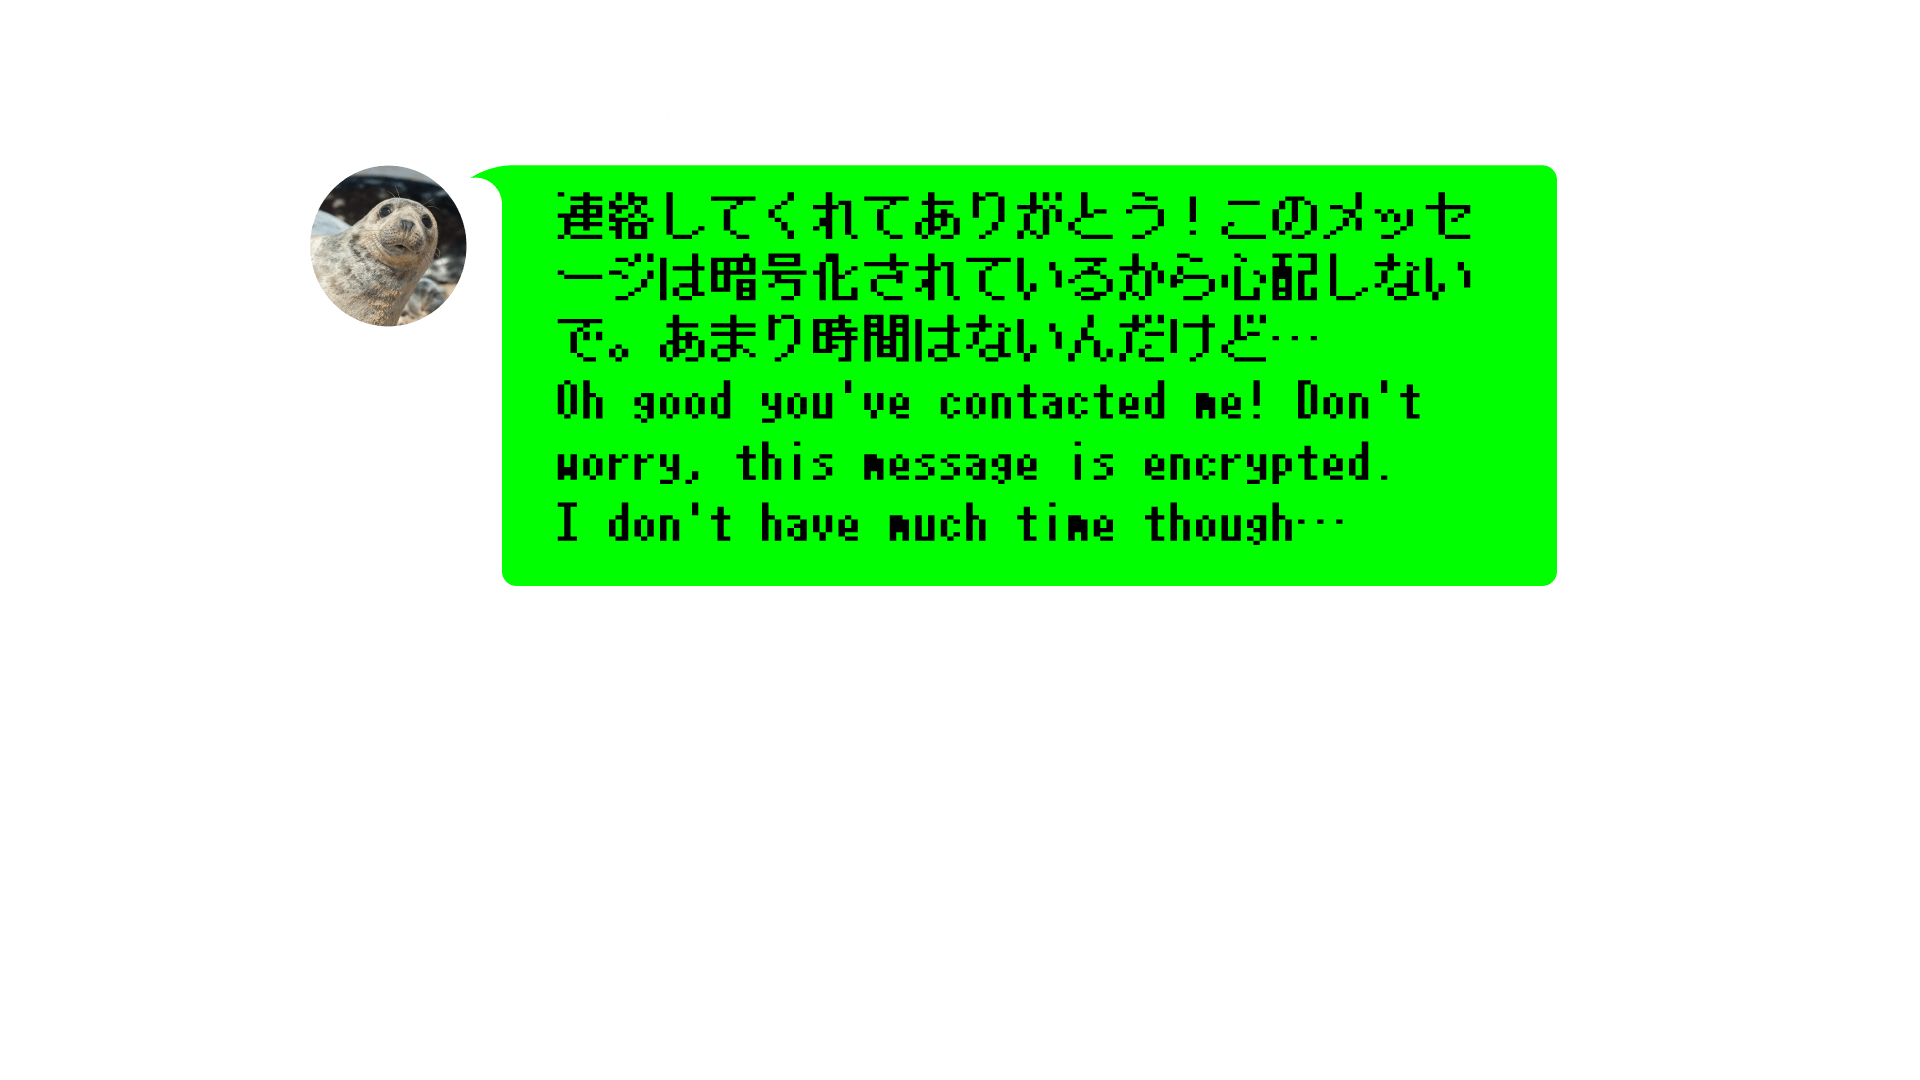 連絡してくれてありがとう！このメッセ
ージは暗号化されているから心配しない
で。あまり時間はないんだけど…
Oh good you've contacted me! Don't
worry, this message is encrypted.
I don't have much time though…